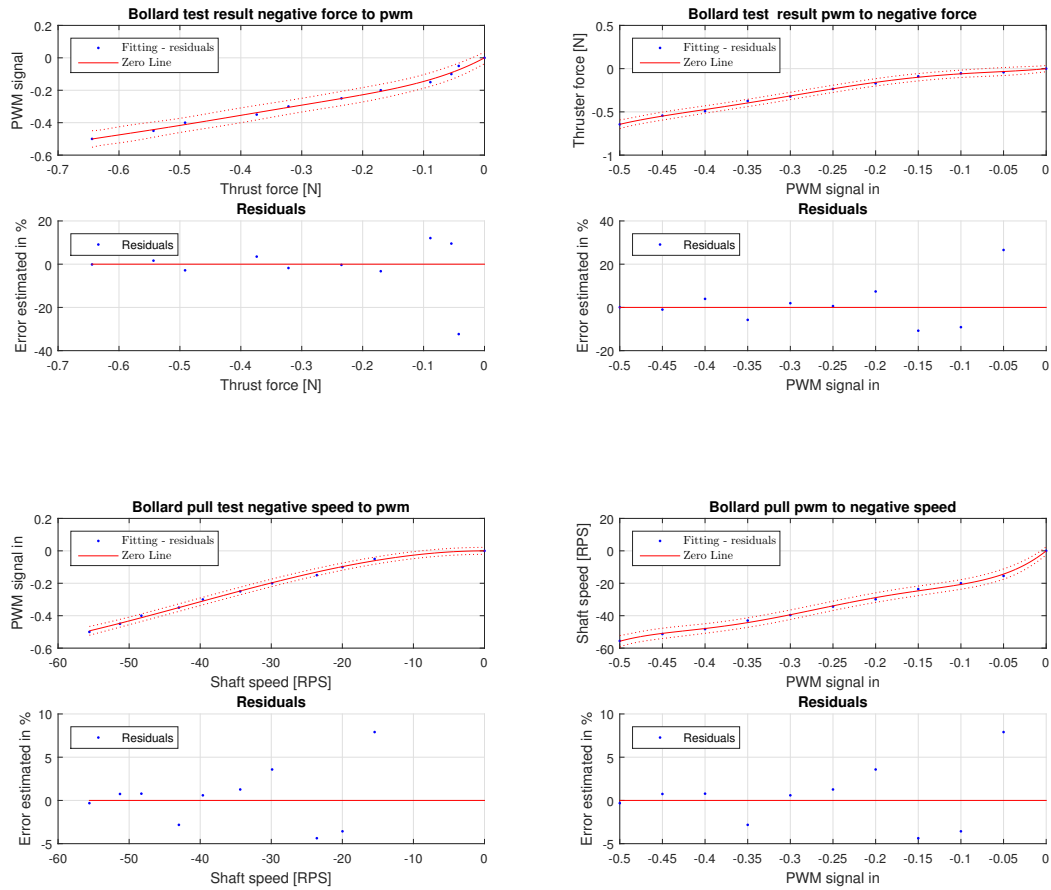 Bollard test result negative force to pwm
PWM signal
0.2
0
-0.2
-0.4
-0.6
Fitting - residuals
Zero Line
-0.7 -0.6 -0.5 -0.4 -0.3 -0.2 -0.1 0
Thrust force [N]
Residuals
Error estimated in %
20
0
-20
-40
Residuals
-0.7 -0.6 -0.5 -0.4 -0.3 -0.2 -0.1 0
Thrust force [N]
Bollard test result pwm to negative force
Thruster force [N]
0.5
0
-0.5
-1
Fitting - residuals
Zero Line
-0.5 -0.45 -0.4 -0.35 -0.3 -0.25 -0.2 -0.15 -0.1 -0.05 0
PWM signal in
Residuals
Error estimated in %
40
20
0
-20
Residuals
-0.5 -0.45 -0.4 -0.35 -0.3 -0.25 -0.2 -0.15 -0.1 -0.05 0
PWM signal in
Bollard pull test negative speed to pwm
PWM signal in
0.2
0
-0.2
-0.4
-0.6
Fitting - residuals
Zero Line
-60 -50 -40 -30 -20 -10 0
Shaft speed [RPS]
Residuals
Error estimated in %
10
5
0
-5
Residuals
-60 -50 -40 -30 -20 -10 0
Shaft speed [RPS]
Bollard pull pwm to negative speed
Shaft speed [RPS]
20
0
-20
-40
-60
Fitting - residuals
Zero Line
-0.5 -0.45 -0.4 -0.35 -0.3 -0.25 -0.2 -0.15 -0.1 -0.05 0
PWM signal in
Residuals
Error estimated in %
10
5
0
-5
Residuals
-0.5 -0.45 -0.4 -0.35 -0.3 -0.25 -0.2 -0.15 -0.1 -0.05 0
PWM signal in